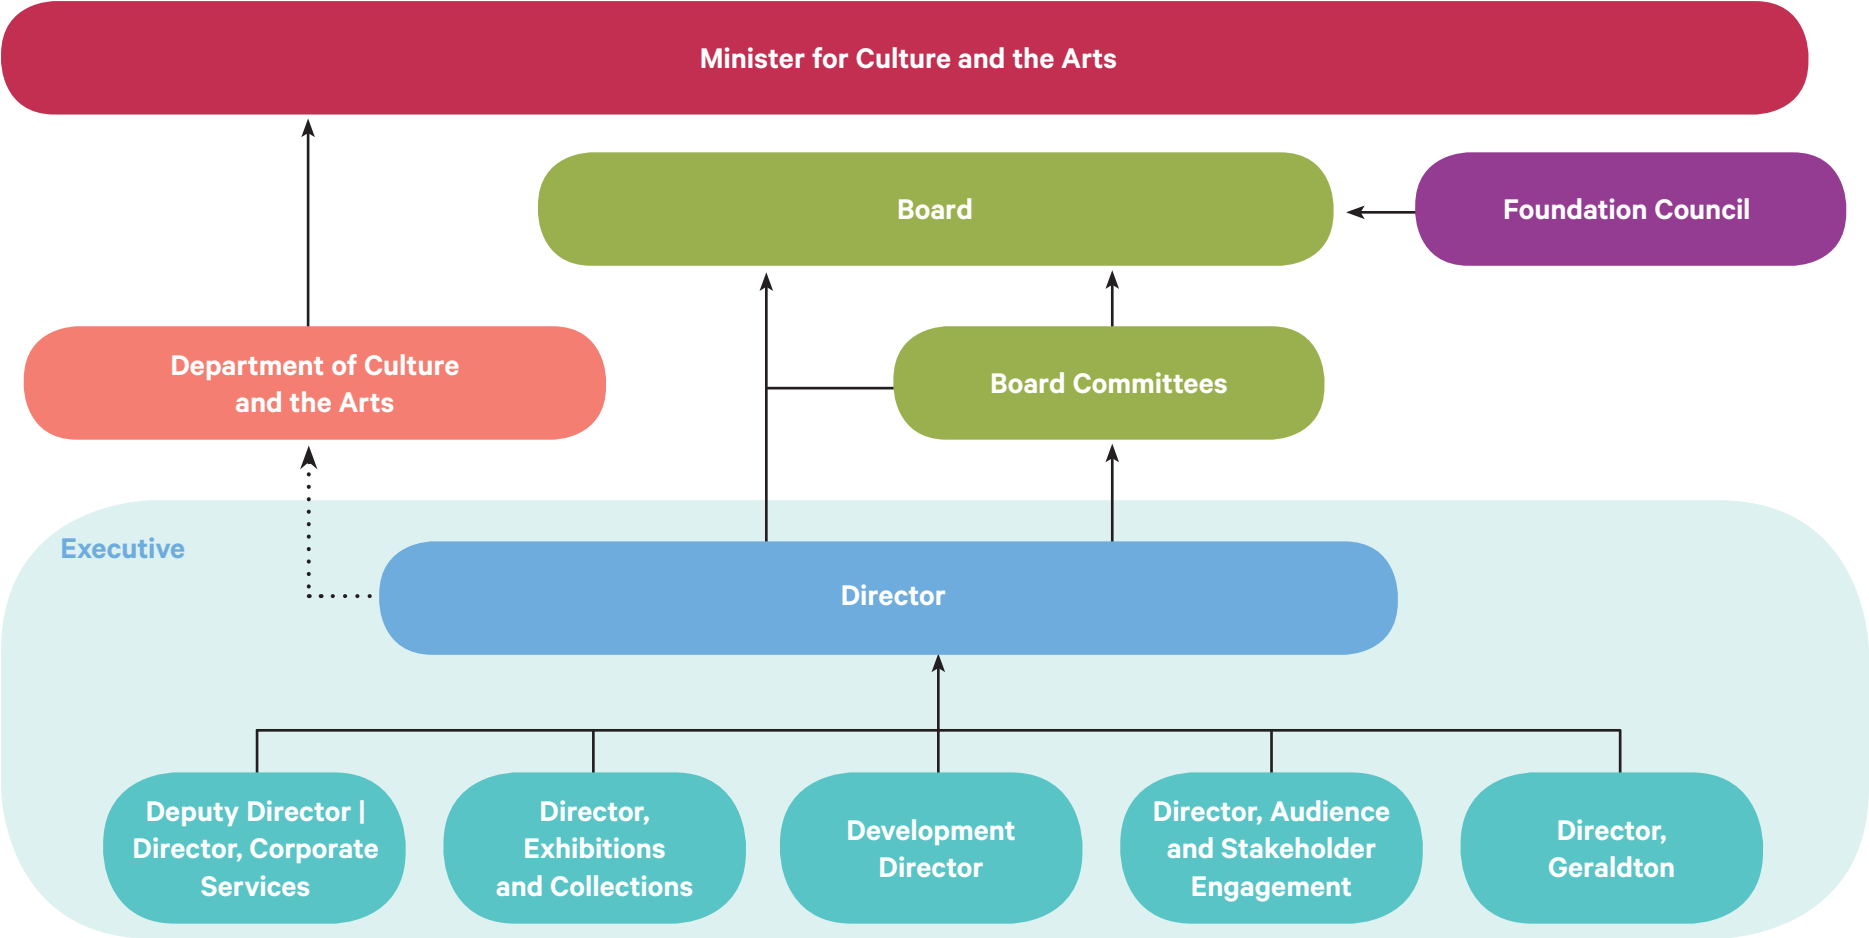 Minister for Culture and the Arts
Board
Foundation Council
Department of Culture
and the Arts
Board Committees
Executive
Director
Deputy Director |
Director, Corporate
Services
Director,
Exhibitions
and Collections
Development
Director
Director, Audience
and Stakeholder
Engagement
Director,
Geraldton